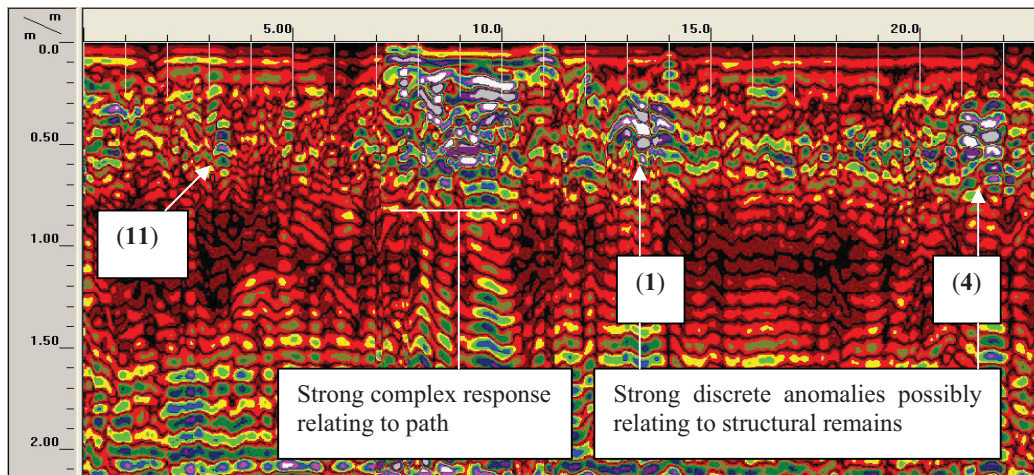 m
m
5.00 10.0 15.0 20.0
0.0
0.50
1.00
1.50
2.00
(11)
(1)
(4)
Strong complex response
relating to path
Strong discrete anomalies possibly
relating to structural remains